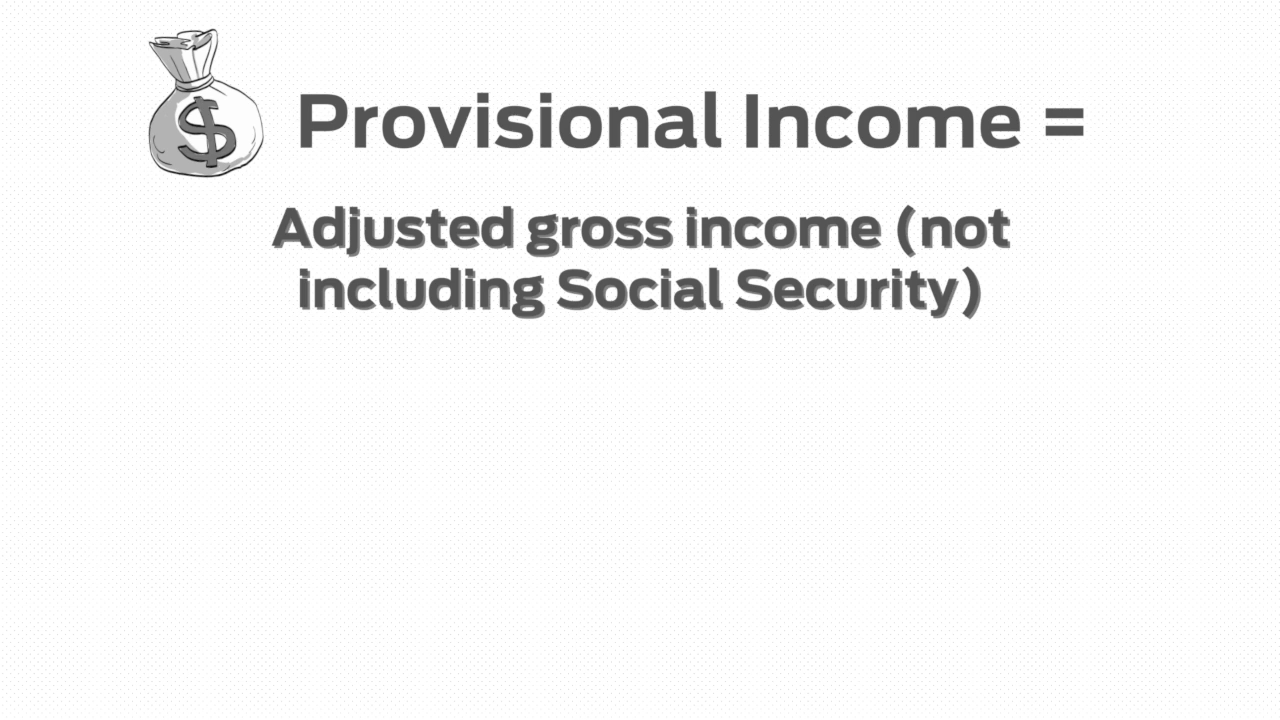 Provisional Income =
Adjusted gross income (not
including Social Security)